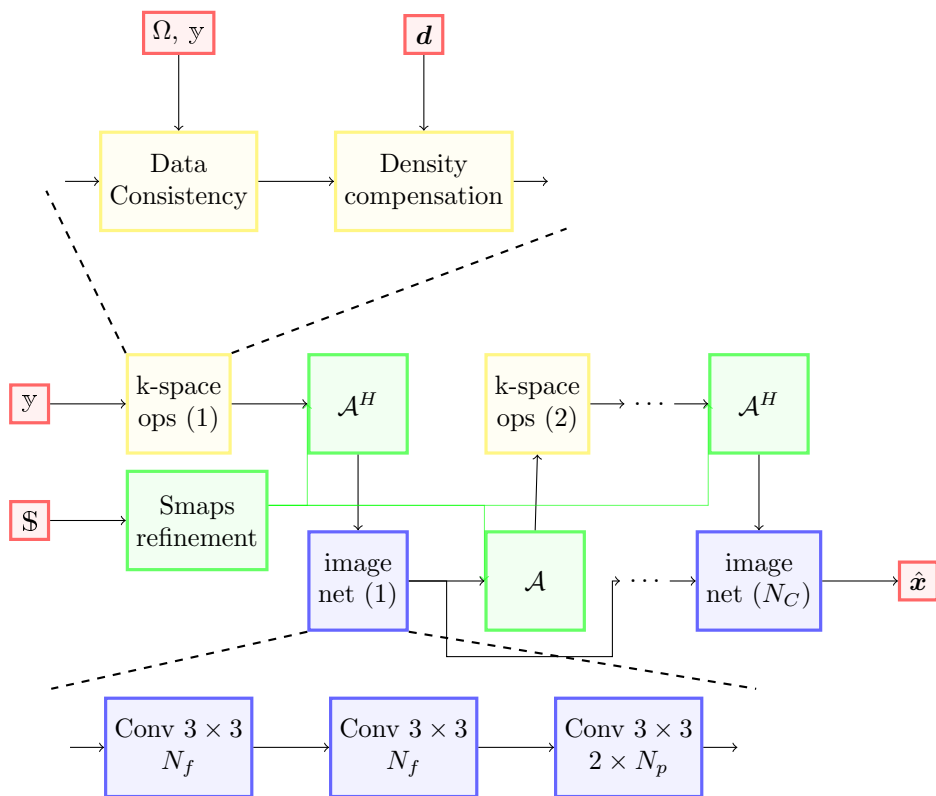 Ω, 𝕪
d
Data
Consistency
Density
compensation
𝕪
k-space
ops (1)
𝒜^H
k-space
ops (2)
···
𝒜^H
𝕊
Smaps
refinement
image
net (1)
𝒜
···
image
net (N_C)
x̂
Conv 3 × 3
N_f
Conv 3 × 3
N_f
Conv 3 × 3
2 × N_p